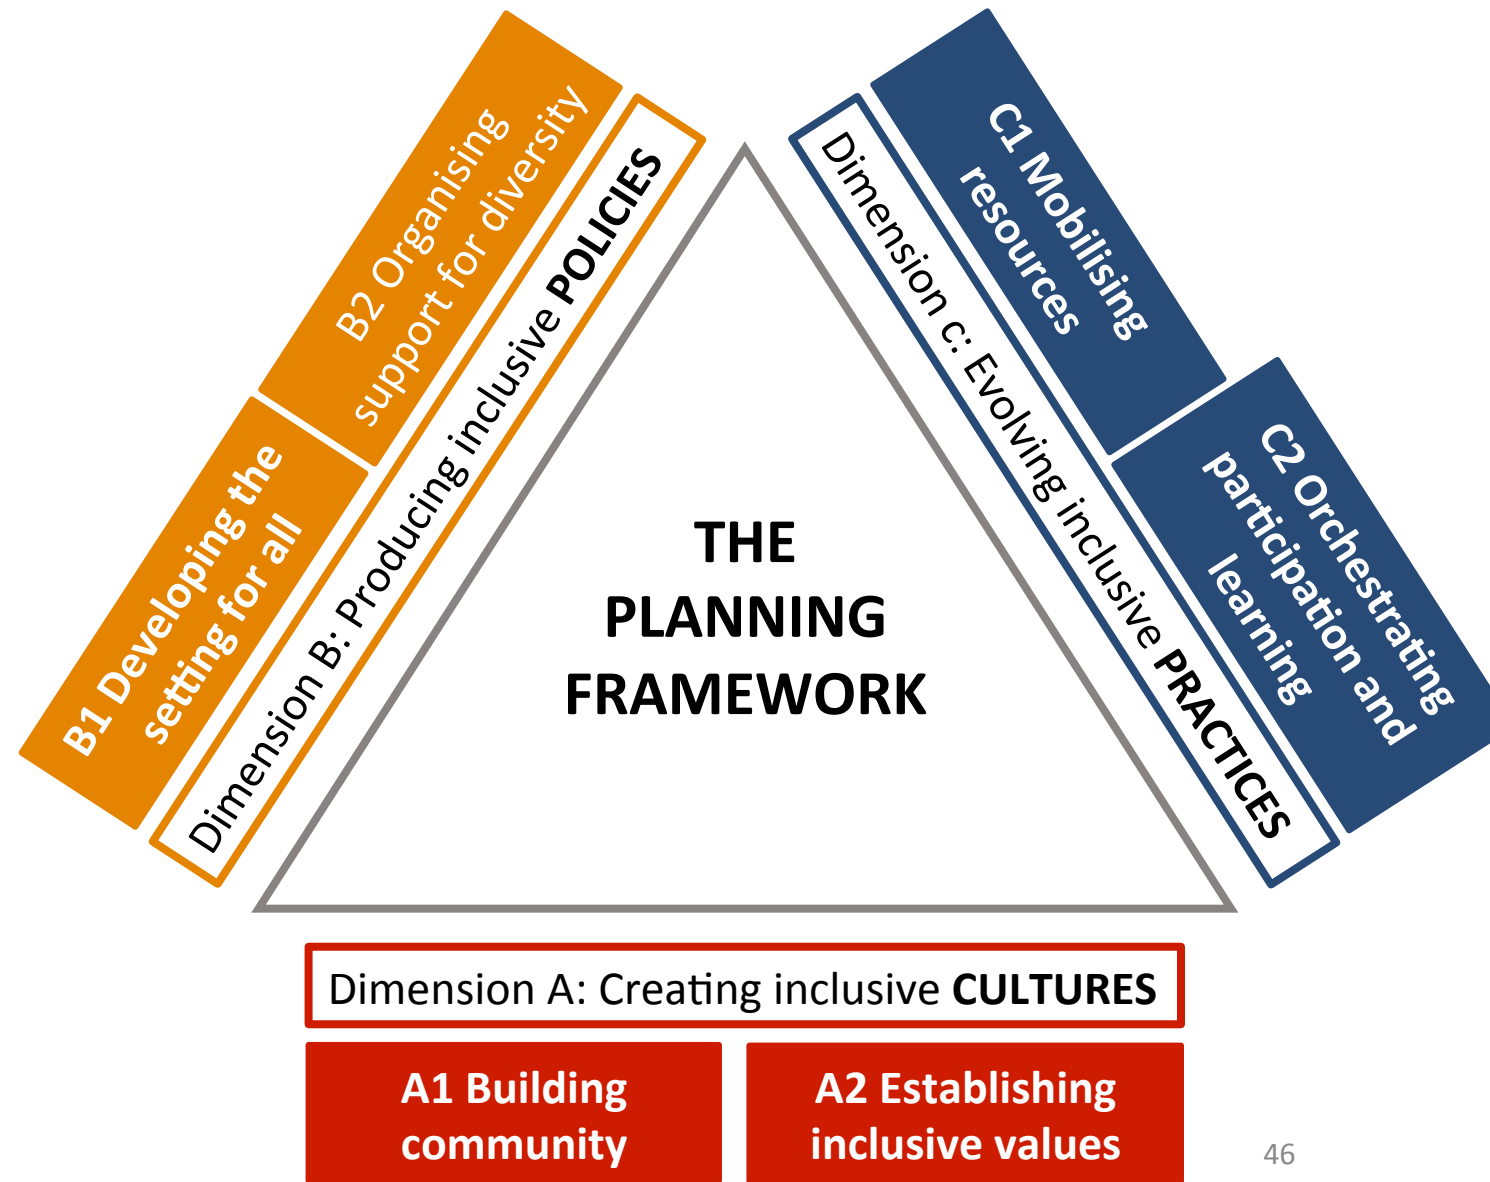 B2 Organising
support for diversity
B1 Developing the
setting for all
Dimension B: Producing inclusive POLICIES
C1 Mobilising
resources
C2 Orchestrating
participation and
learning
Dimension c: Evolving inclusive PRACTICES
THE
PLANNING
FRAMEWORK
Dimension A: Creating inclusive CULTURES
A1 Building
community
A2 Establishing
inclusive values
46